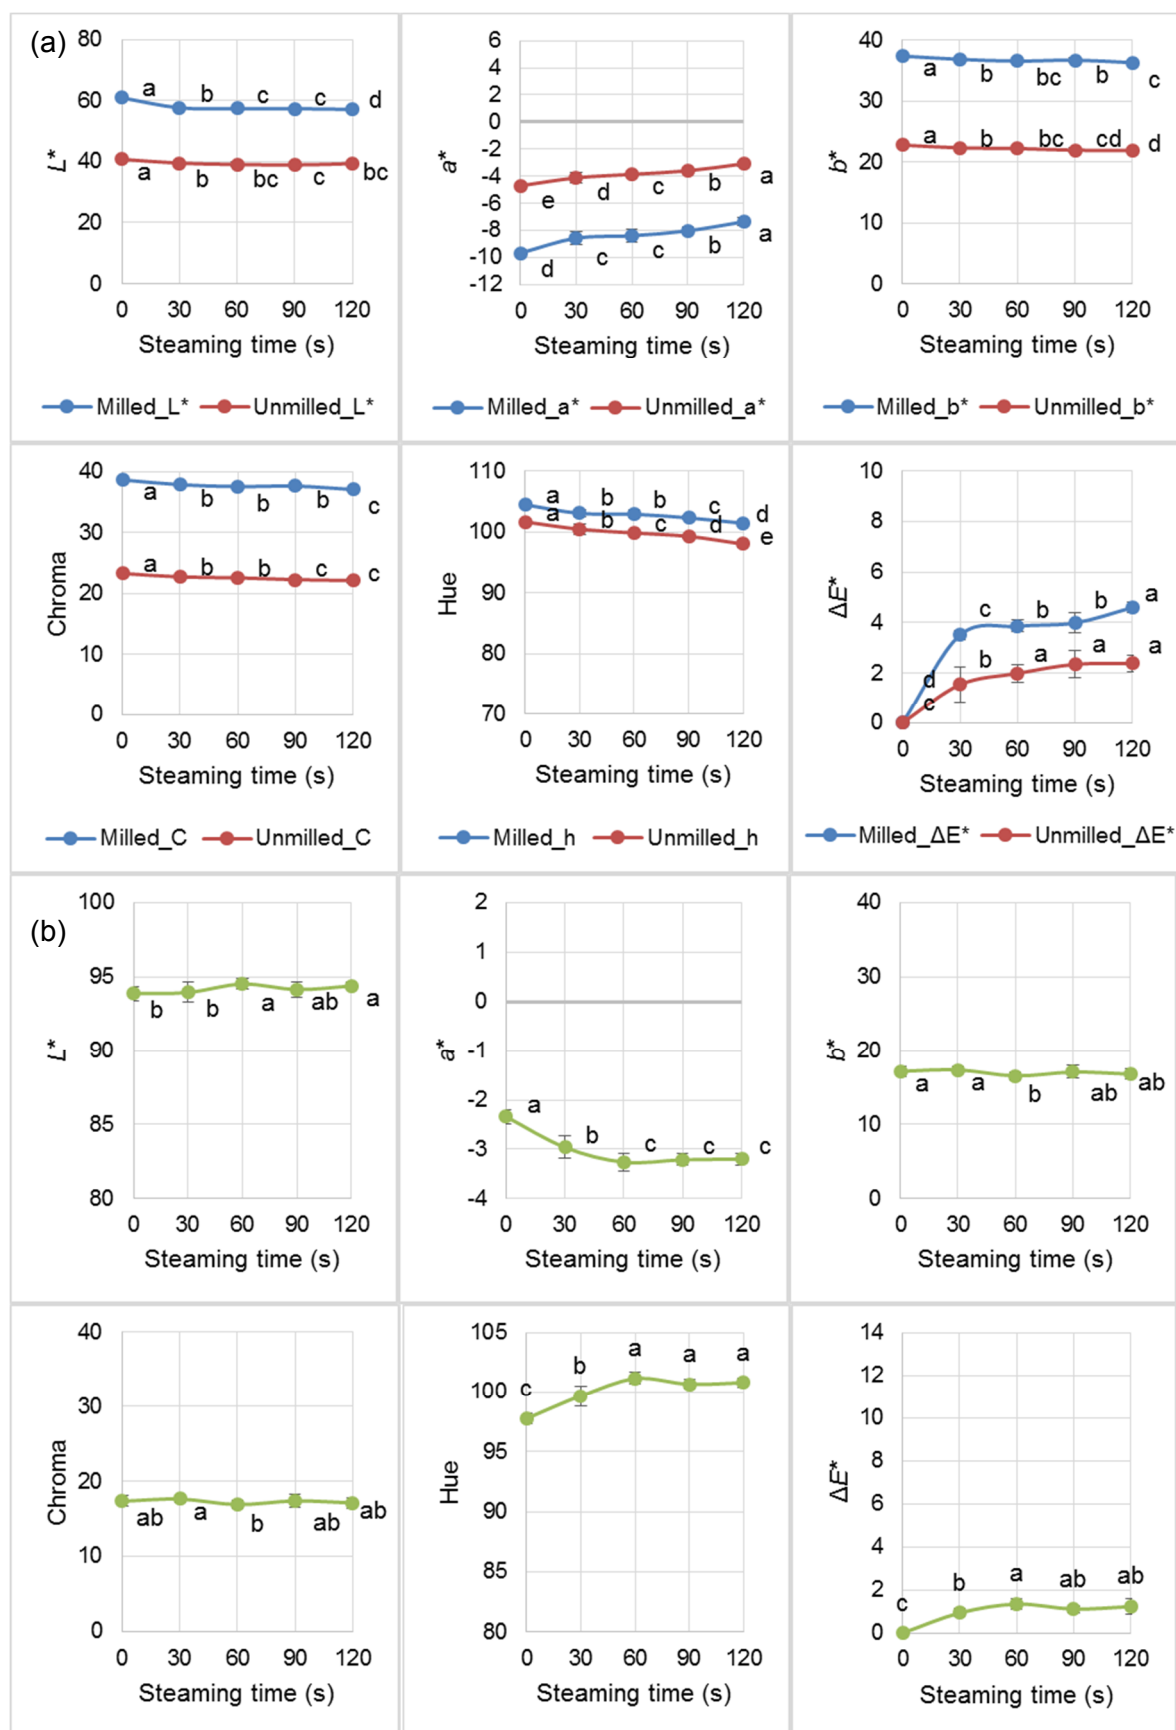 (a)
80
60
40
20
0
L*
a b c c d
a b bc c bc
0 30 60 90 120
Steaming time (s)
Milled_L* Unmilled_L*
6
4
2
0
-2
-4
-6
-8
-10
-12
a*
e d c b a
d c c b a
0 30 60 90 120
Steaming time (s)
Milled_a* Unmilled_a*
40
30
20
10
0
b*
a b bc b c
a b bc cd d
0 30 60 90 120
Steaming time (s)
Milled_b* Unmilled_b*
40
30
20
10
0
Chroma
a b b b c
a b b c c
0 30 60 90 120
Steaming time (s)
Milled_C Unmilled_C
110
100
90
80
70
Hue
a b b c d
a b c d e
0 30 60 90 120
Steaming time (s)
Milled_h Unmilled_h
10
8
6
4
2
0
ΔE*
d c b b a
c b a a a
0 30 60 90 120
Steaming time (s)
Milled_ΔE* Unmilled_ΔE*
(b)
100
95
90
85
80
L*
b b a ab a
0 30 60 90 120
Steaming time (s)
2
1
0
-1
-2
-3
-4
a*
a b c c c
0 30 60 90 120
Steaming time (s)
40
30
20
10
0
b*
a a b ab ab
0 30 60 90 120
Steaming time (s)
40
30
20
10
0
Chroma
ab a b ab ab
0 30 60 90 120
Steaming time (s)
105
100
95
90
85
80
Hue
c b a a a
0 30 60 90 120
Steaming time (s)
14
12
10
8
6
4
2
0
ΔE*
c b a ab ab
0 30 60 90 120
Steaming time (s)